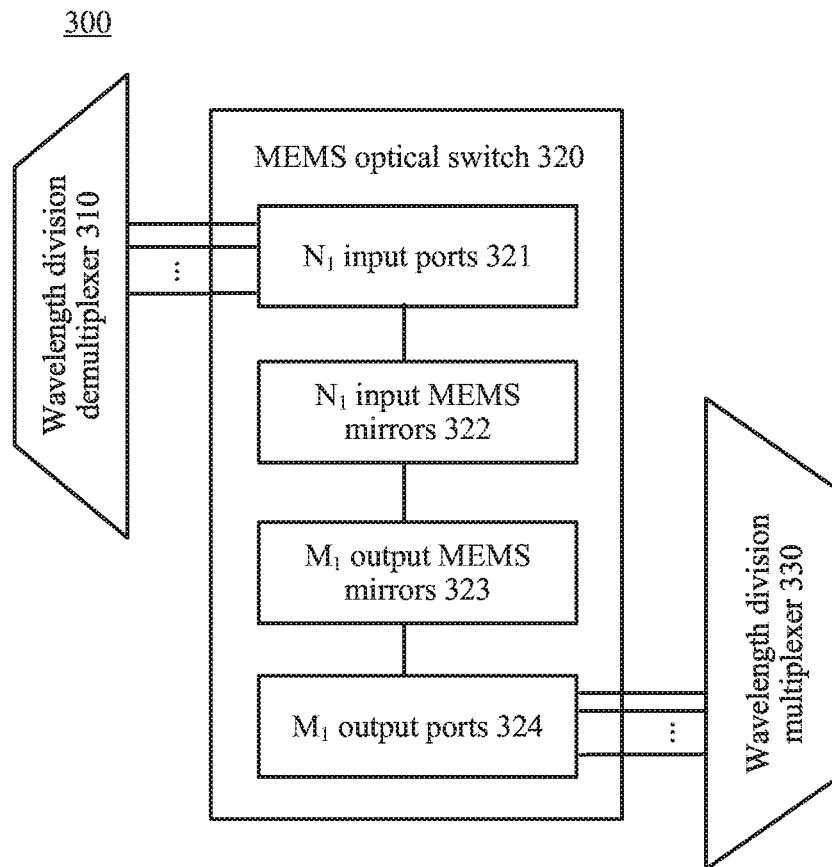 300
Wavelength division
demultiplexer 310
MEMS optical switch 320
...
N₁ input ports 321
N₁ input MEMS
mirrors 322
M₁ output MEMS
mirrors 323
M₁ output ports 324
...
Wavelength division
multiplexer 330